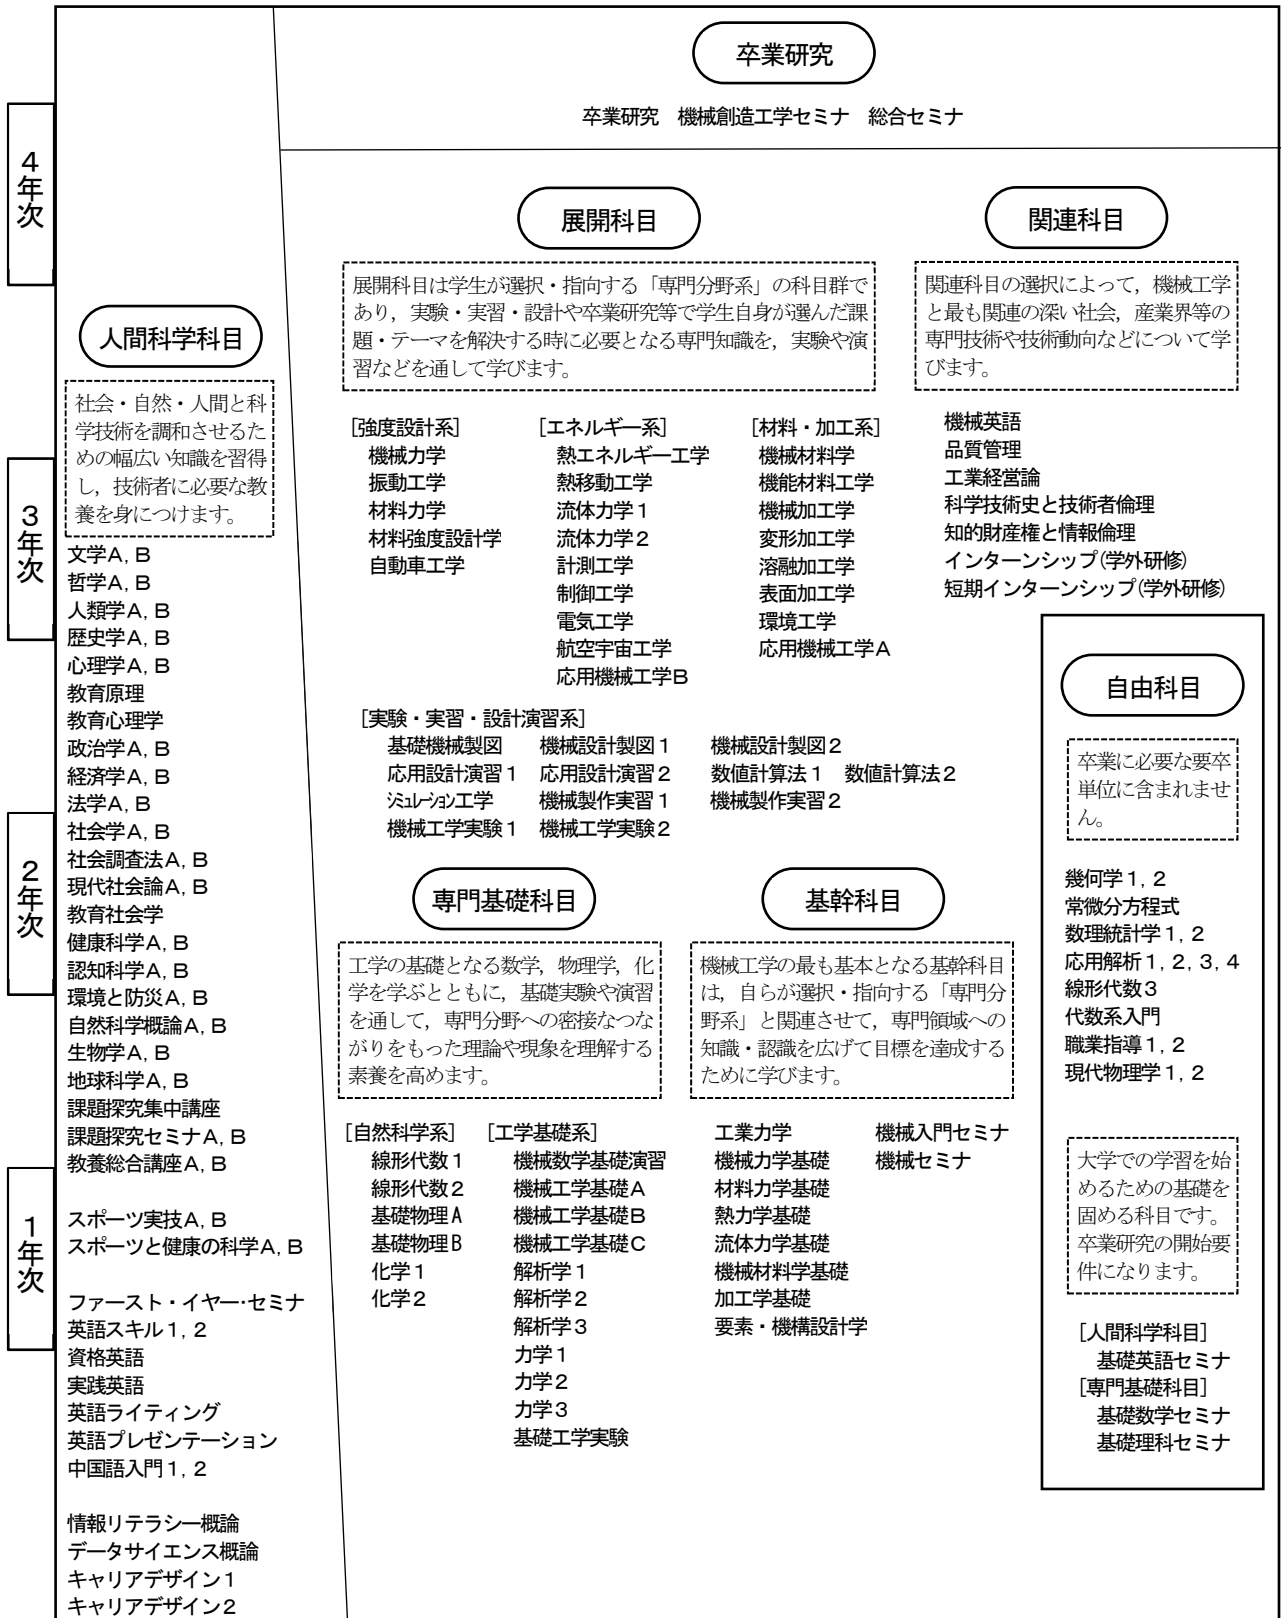 卒業研究
卒業研究　機械創造工学セミナ　総合セミナ
4年次
3年次
2年次
1年次
人間科学科目
社会・自然・人間と科
学技術を調和させるた
めの幅広い知識を習得
し，技術者に必要な教
養を身につけます。
文学A, B
哲学A, B
人類学A, B
歴史学A, B
心理学A, B
教育原理
教育心理学
政治学A, B
経済学A, B
法学A, B
社会学A, B
社会調査法A, B
現代社会論A, B
教育社会学
健康科学A, B
認知科学A, B
環境と防災A, B
自然科学概論A, B
生物学A, B
地球科学A, B
課題探究集中講座
課題探究セミナA, B
教養総合講座A, B
スポーツ実技A, B
スポーツと健康の科学A, B
ファースト・イヤー・セミナ
英語スキル1, 2
資格英語
実践英語
英語ライティング
英語プレゼンテーション
中国語入門1, 2
情報リテラシー概論
データサイエンス概論
キャリアデザイン1
キャリアデザイン2
展開科目
展開科目は学生が選択・指向する「専門分野系」の科目群で
あり，実験・実習・設計や卒業研究等で学生自身が選んだ課
題・テーマを解決する時に必要となる専門知識を，実験や演
習などを通して学びます。
[強度設計系]
機械力学
振動工学
材料力学
材料強度設計学
自動車工学
[エネルギー系]
熱エネルギー工学
熱移動工学
流体力学1
流体力学2
計測工学
制御工学
電気工学
航空宇宙工学
応用機械工学B
[材料・加工系]
機械材料学
機能材料工学
機械加工学
変形加工学
溶融加工学
表面加工学
環境工学
応用機械工学A
[実験・実習・設計演習系]
基礎機械製図　機械設計製図1　機械設計製図2
応用設計演習1　応用設計演習2　数値計算法1　数値計算法2
シミュレーション工学　機械製作実習1　機械製作実習2
機械工学実験1　機械工学実験2
関連科目
関連科目の選択によって，機械工学
と最も関連の深い社会，産業界等の
専門技術や技術動向などについて学
びます。
機械英語
品質管理
工業経営論
科学技術史と技術者倫理
知的財産権と情報倫理
インターンシップ(学外研修)
短期インターンシップ(学外研修)
専門基礎科目
工学の基礎となる数学，物理学，化
学を学ぶとともに，基礎実験や演習
を通して，専門分野への密接なつな
がりをもった理論や現象を理解する
素養を高めます。
[自然科学系]
線形代数1
線形代数2
基礎物理A
基礎物理B
化学1
化学2
[工学基礎系]
機械数学基礎演習
機械工学基礎A
機械工学基礎B
機械工学基礎C
解析学1
解析学2
解析学3
力学1
力学2
力学3
基礎工学実験
基幹科目
機械工学の最も基本となる基幹科目
は，自らが選択・指向する「専門分
野系」と関連させて，専門領域への
知識・認識を広げて目標を達成する
ために学びます。
工業力学　機械入門セミナ
機械力学基礎　機械セミナ
材料力学基礎
熱力学基礎
流体力学基礎
機械材料学基礎
加工学基礎
要素・機構設計学
自由科目
卒業に必要な要卒
単位に含まれませ
ん。
幾何学1, 2
常微分方程式
数理統計学1, 2
応用解析1, 2, 3, 4
線形代数3
代数系入門
職業指導1, 2
現代物理学1, 2
大学での学習を始
めるための基礎を
固める科目です。
卒業研究の開始要
件になります。
[人間科学科目]
基礎英語セミナ
[専門基礎科目]
基礎数学セミナ
基礎理科セミナ